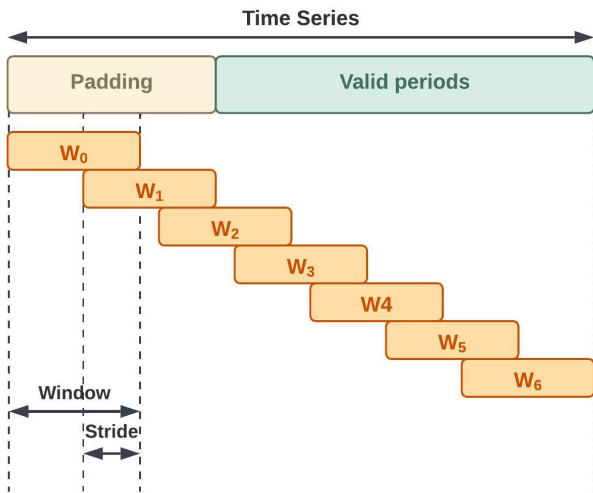 Time Series
Padding
Valid periods
W₀
W₁
W₂
W₃
W4
W₅
W₆
Window
Stride